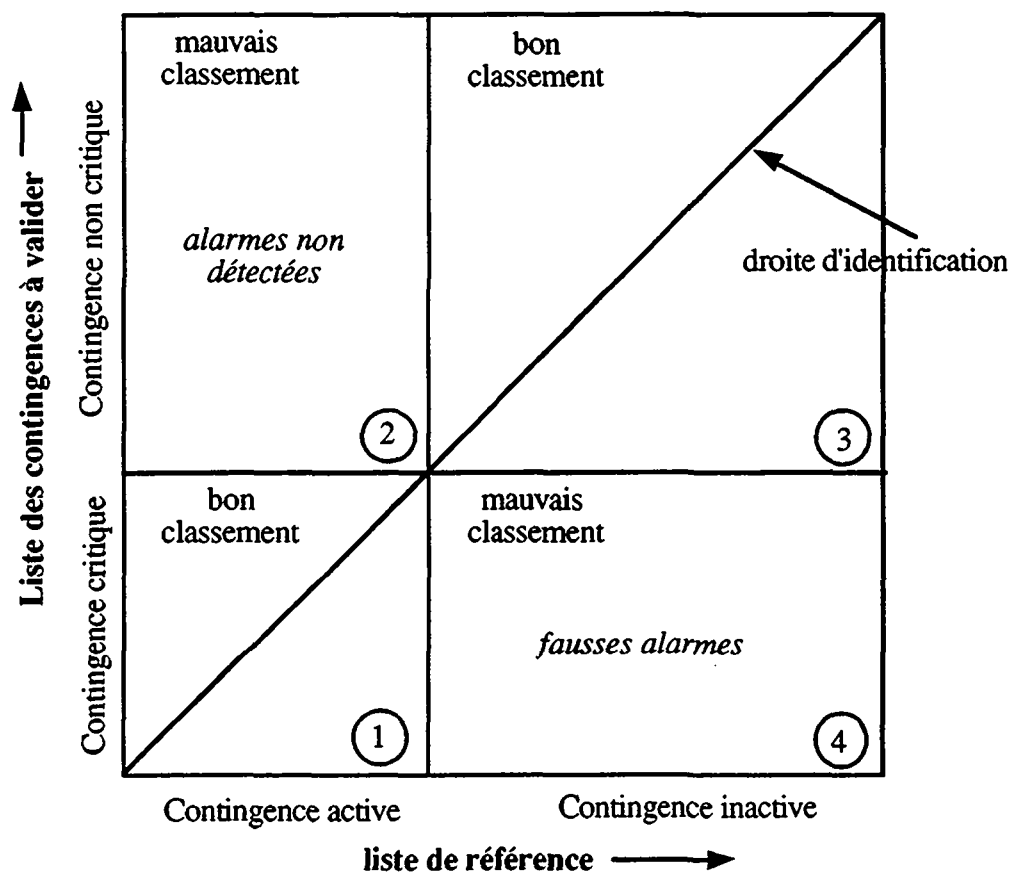 mauvais
classement
bon
classement
alarmes non
détectées
droite d'identification
2
3
bon
classement
mauvais
classement
fausses alarmes
1
4
Liste des contingences à valider
Contingence non critique
Contingence critique
Contingence active
Contingence inactive
liste de référence